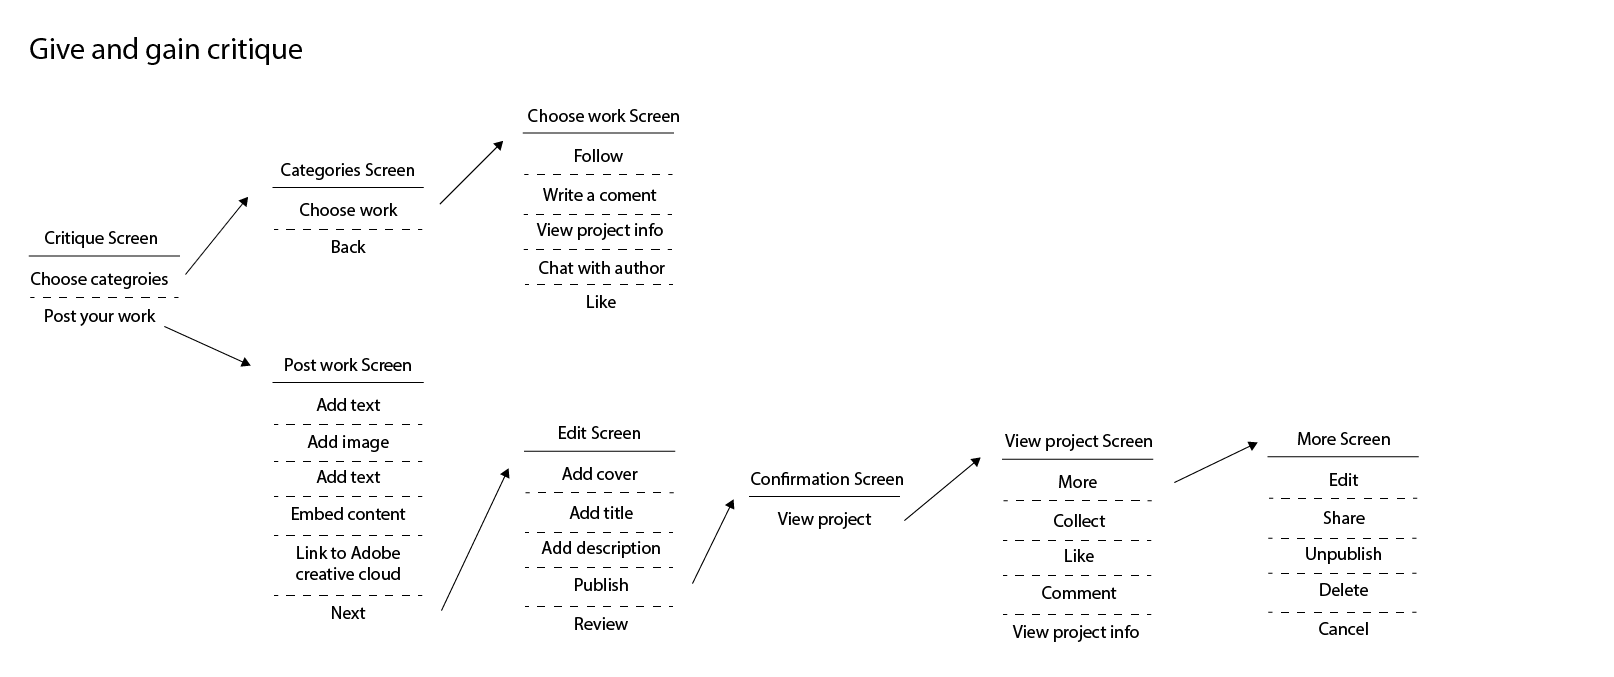 Give and gain critique
Critique Screen
Choose categroies
Post your work
Categories Screen
Choose work
Back
Choose work Screen
Follow
Write a coment
View project info
Chat with author
Like
Post work Screen
Add text
Add image
Add text
Embed content
Link to Adobe
creative cloud
Next
Edit Screen
Add cover
Add title
Add description
Publish
Review
Confirmation Screen
View project
View project Screen
More
Collect
Like
Comment
View project info
More Screen
Edit
Share
Unpublish
Delete
Cancel